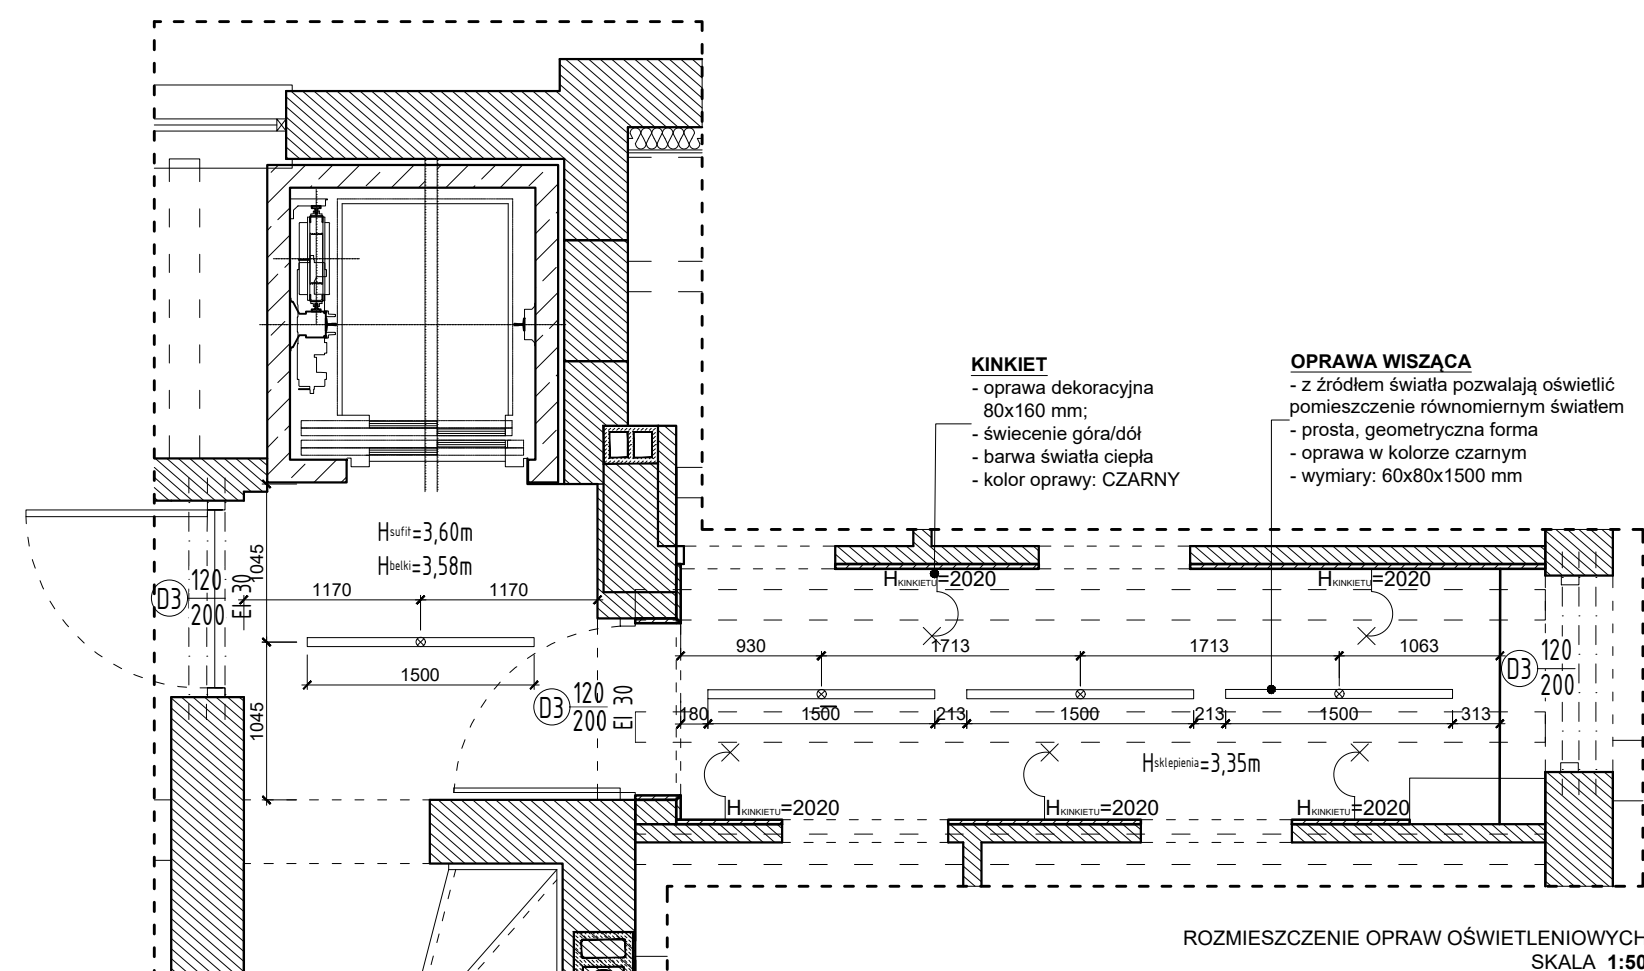 KINKIET
- oprawa dekoracyjna
80x160 mm;
- świecenie góra/dół
- barwa światła ciepła
- kolor oprawy: CZARNY
OPRAWA WISZĄCA
- z źródłem światła pozwalają oświetlić
pomieszczenie równomiernym światłem
- prosta, geometryczna forma
- oprawa w kolorze czarnym
- wymiary: 60x80x1500 mm
Hsufit=3,60m
Hbelki=3,58m
1045
D3
120
200
EI 30
1170
1170
1500
1045
D3
120
200
EI 30
HKINKIETU=2020
HKINKIETU=2020
930
1713
1713
1063
D3
120
200
180
1500
213
1500
213
1500
313
Hsklepienia=3,35m
HKINKIETU=2020
HKINKIETU=2020
HKINKIETU=2020
ROZMIESZCZENIE OPRAW OŚWIETLENIOWYCH
SKALA 1:50